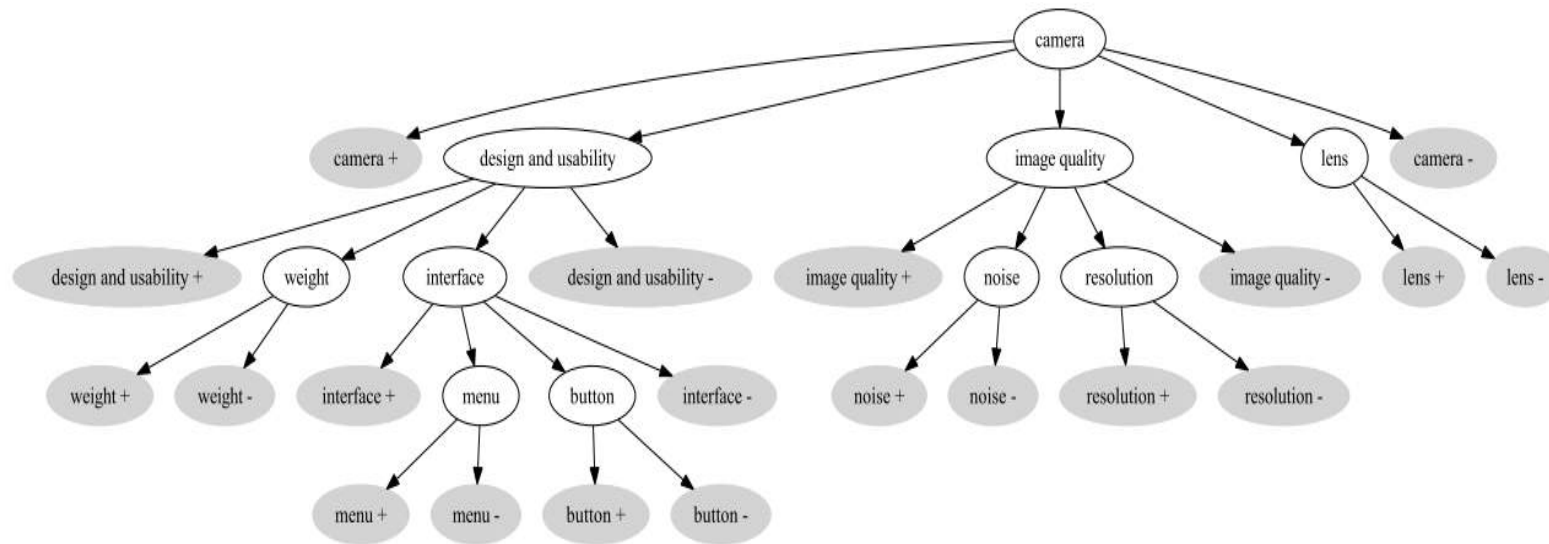 camera
camera +
design and usability
image quality
lens
camera -
design and usability +
weight
interface
design and usability -
image quality +
noise
resolution
image quality -
lens +
lens -
weight +
weight -
interface +
menu
button
interface -
noise +
noise -
resolution +
resolution -
menu +
menu -
button +
button -